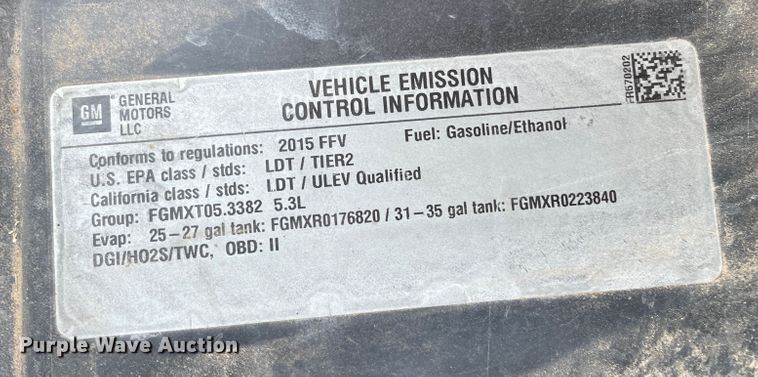 GM
GENERAL
MOTORS
LLC
VEHICLE EMISSION
CONTROL INFORMATION
FR570202
Conforms to regulations: 2015 FFV Fuel: Gasoline/Ethanol
U.S. EPA class / stds: LDT / TIER2
California class / stds: LDT / ULEV Qualified
Group: FGMXT05.3382 5.3L
Evap: 25–27 gal tank: FGMXR0176820 / 31–35 gal tank: FGMXR0223840
DGI/HO2S/TWC, OBD: II
Purple Wave Auction